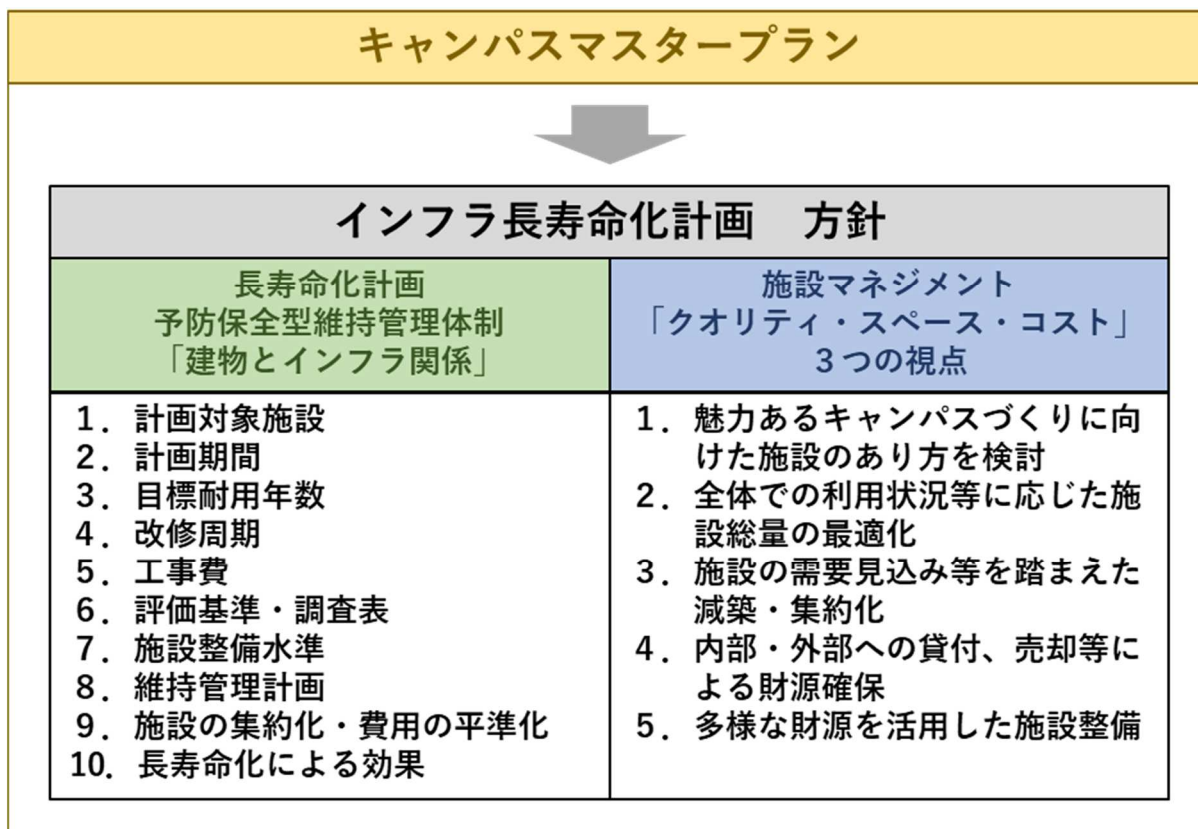 キャンパスマスタープラン
インフラ長寿命化計画　方針
長寿命化計画
予防保全型維持管理体制
「建物とインフラ関係」
1．計画対象施設
2．計画期間
3．目標耐用年数
4．改修周期
5．工事費
6．評価基準・調査表
7．施設整備水準
8．維持管理計画
9．施設の集約化・費用の平準化
10．長寿命化による効果
施設マネジメント
「クオリティ・スペース・コスト」
３つの視点
1．魅力あるキャンパスづくりに向
けた施設のあり方を検討
2．全体での利用状況等に応じた施
設総量の最適化
3．施設の需要見込み等を踏まえた
減築・集約化
4．内部・外部への貸付、売却等に
よる財源確保
5．多様な財源を活用した施設整備